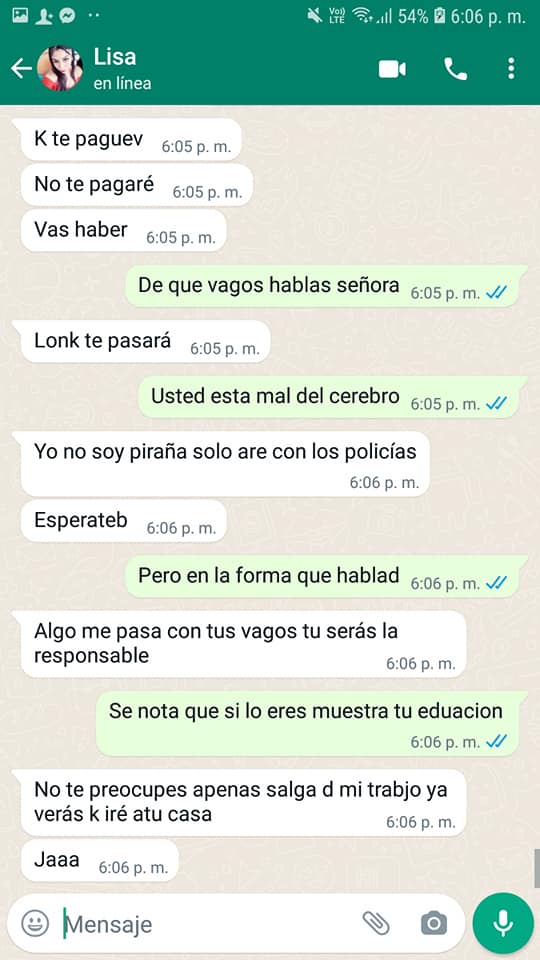 54% 6:06 p. m.
Lisa
en línea
K te paguev 6:05 p. m.
No te pagaré 6:05 p. m.
Vas haber 6:05 p. m.
De que vagos hablas señora 6:05 p. m.
Lonk te pasará 6:05 p. m.
Usted esta mal del cerebro 6:05 p. m.
Yo no soy piraña solo are con los policías
6:06 p. m.
Esperateb 6:06 p. m.
Pero en la forma que hablad 6:06 p. m.
Algo me pasa con tus vagos tu serás la
responsable 6:06 p. m.
Se nota que si lo eres muestra tu eduacion
6:06 p. m.
No te preocupes apenas salga d mi trabjo ya
verás k iré atu casa 6:06 p. m.
Jaaa 6:06 p. m.
Mensaje